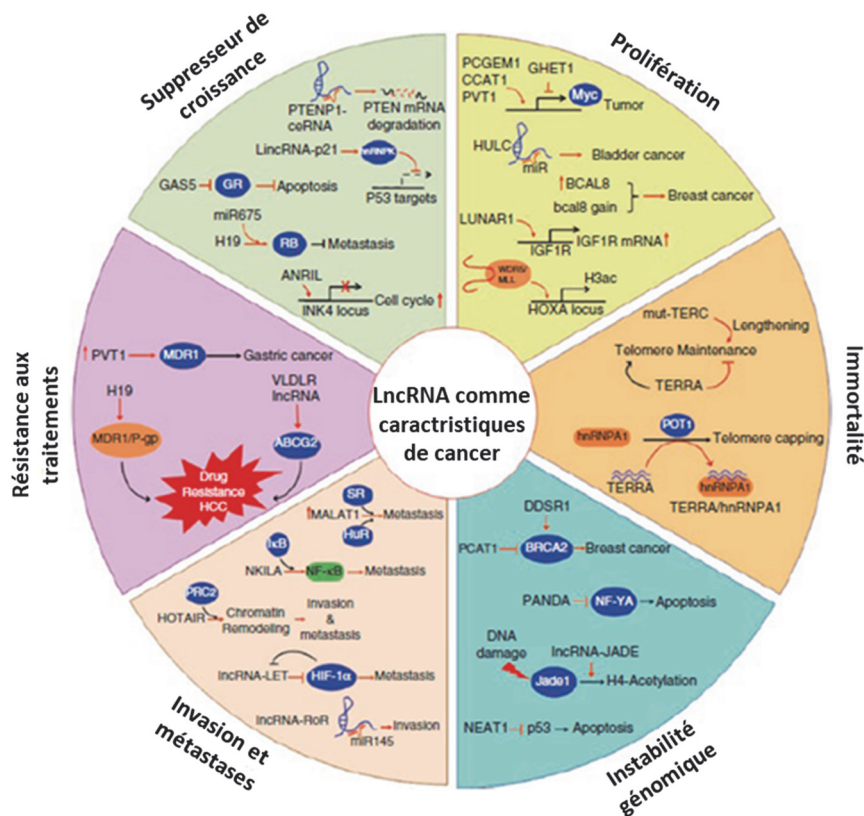 Suppresseur de
croissance
PTENP1-
ceRNA
PTEN mRNA
degradation
LincRNA-p21
hnRNPK
P53 targets
GAS5
GR
Apoptosis
miR675
H19
RB
Metastasis
ANRIL
INK4 locus
Cell cycle
Prolifération
PCGEM1
CCAT1
PVT1
GHET1
Myc
Tumor
HULC
miR
Bladder cancer
BCAL8
bcal8 gain
Breast cancer
LUNAR1
IGF1R
IGF1R mRNA
WDR5/
MLL
H3ac
HOXA locus
Immortalité
mut-TERC
Lengthening
Telomere Maintenance
TERRA
hnRNPA1
POT1
Telomere capping
TERRA
hnRNPA1
TERRA/hnRNPA1
Instabilité
génomique
DDSR1
PCAT1
BRCA2
Breast cancer
PANDA
NF-YA
Apoptosis
DNA
damage
lncRNA-JADE
Jade1
H4-Acetylation
NEAT1
p53
Apoptosis
Invasion et
métastases
SR
MALAT1
Metastasis
HuR
IκB
NKILA
NF-κB
Metastasis
PRC2
HOTAIR
Chromatin
Remodeling
Invasion
&
metastasis
lncRNA-LET
HIF-1α
Metastasis
lncRNA-RoR
miR145
Invasion
Résistance aux
traitements
PVT1
MDR1
Gastric cancer
H19
VLDLR
lncRNA
MDR1/P-gp
ABCG2
Drug
Resistance
HCC
LncRNA comme
caractristiques
de cancer